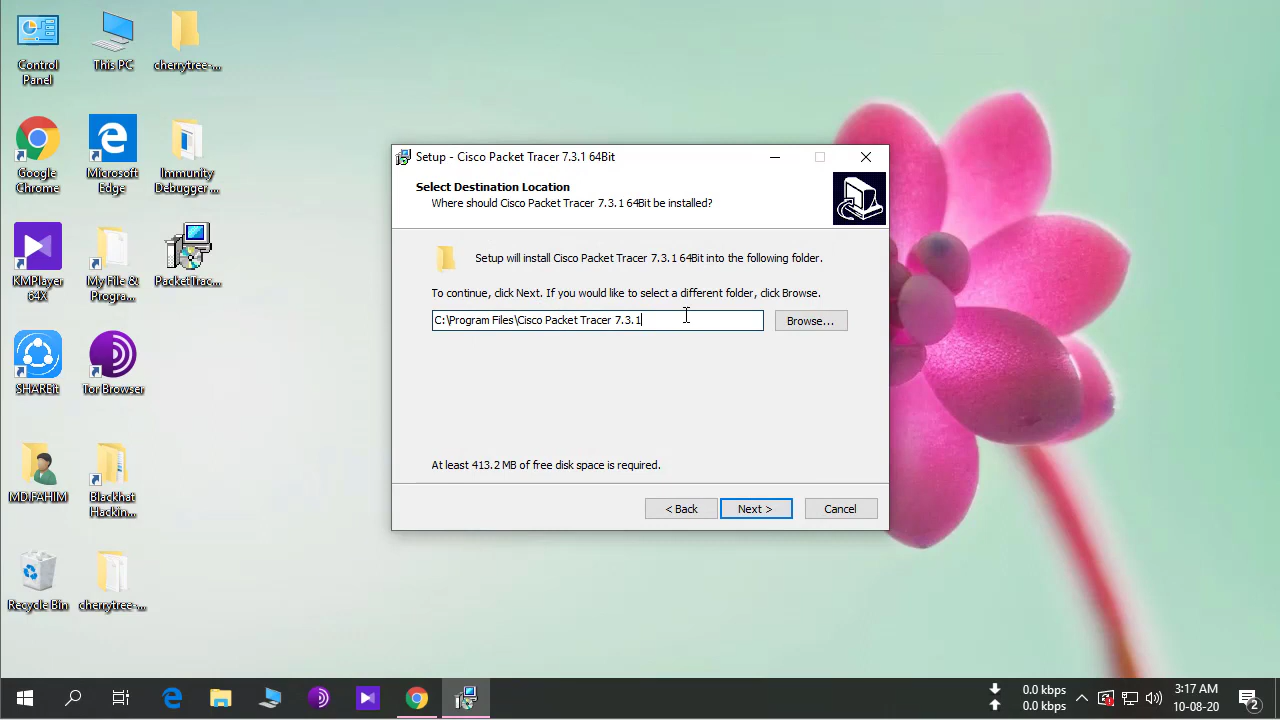 Control
Panel
This PC
cherrytree-...
Google
Chrome
Microsoft
Edge
Immunity
Debugger ...
KMPlayer
64X
My File &
Progra...
PacketTrac...
SHAREit
Tor Browser
MD.FAHIM
Blackhat
Hackin...
Recycle Bin
cherrytree-...
Setup - Cisco Packet Tracer 7.3.1 64Bit
Select Destination Location
Where should Cisco Packet Tracer 7.3.1 64Bit be installed?
Setup will install Cisco Packet Tracer 7.3.1 64Bit into the following folder.
To continue, click Next. If you would like to select a different folder, click Browse.
C:\Program Files\Cisco Packet Tracer 7.3.1
Browse...
At least 413.2 MB of free disk space is required.
< Back
Next >
Cancel
0.0 kbps
0.0 kbps
3:17 AM
10-08-20
2